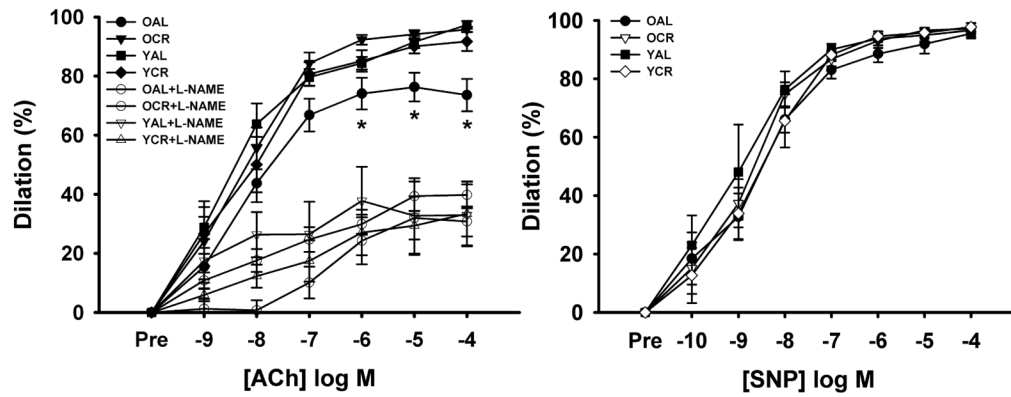 100
80
60
40
20
0
Dilation (%)
OAL
OCR
YAL
YCR
OAL+L-NAME
OCR+L-NAME
YAL+L-NAME
YCR+L-NAME
* * *
Pre -9 -8 -7 -6 -5 -4
[ACh] log M
100
80
60
40
20
0
Dilation (%)
OAL
OCR
YAL
YCR
Pre -10 -9 -8 -7 -6 -5 -4
[SNP] log M